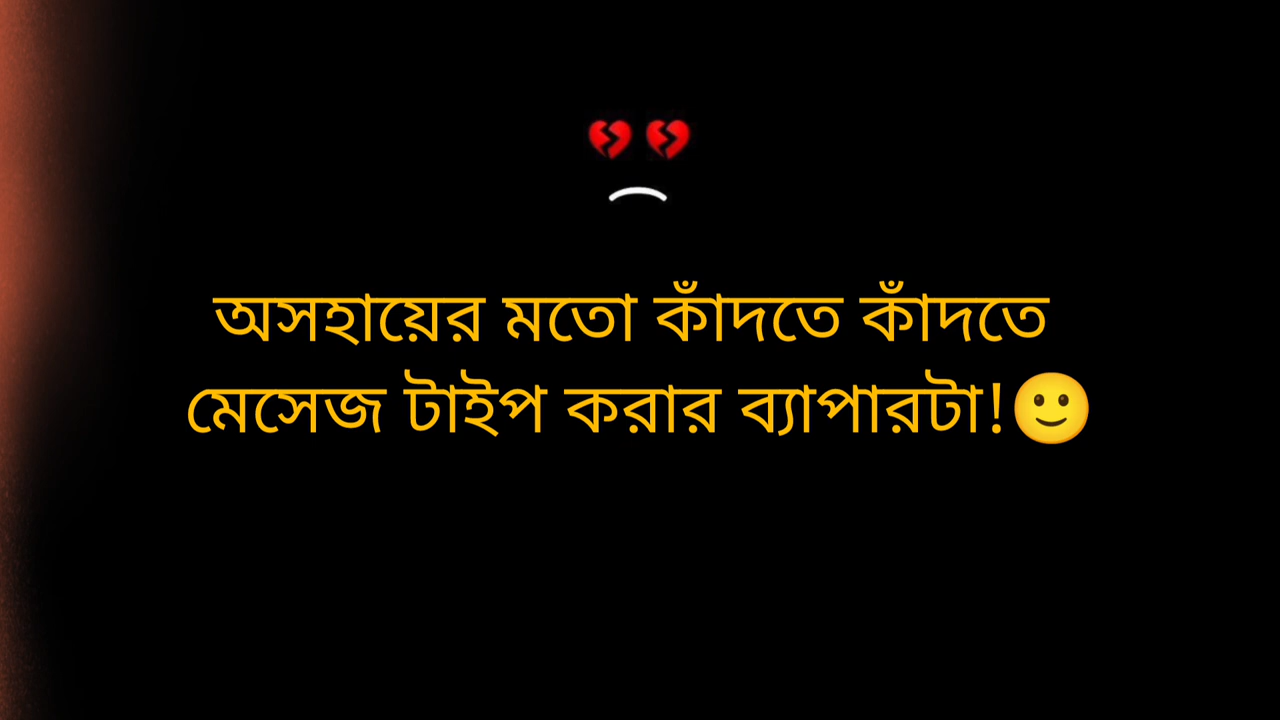 💔 💔
অসহায়ের মতো কাঁদতে কাঁদতে
মেসেজ টাইপ করার ব্যাপারটা!🙂